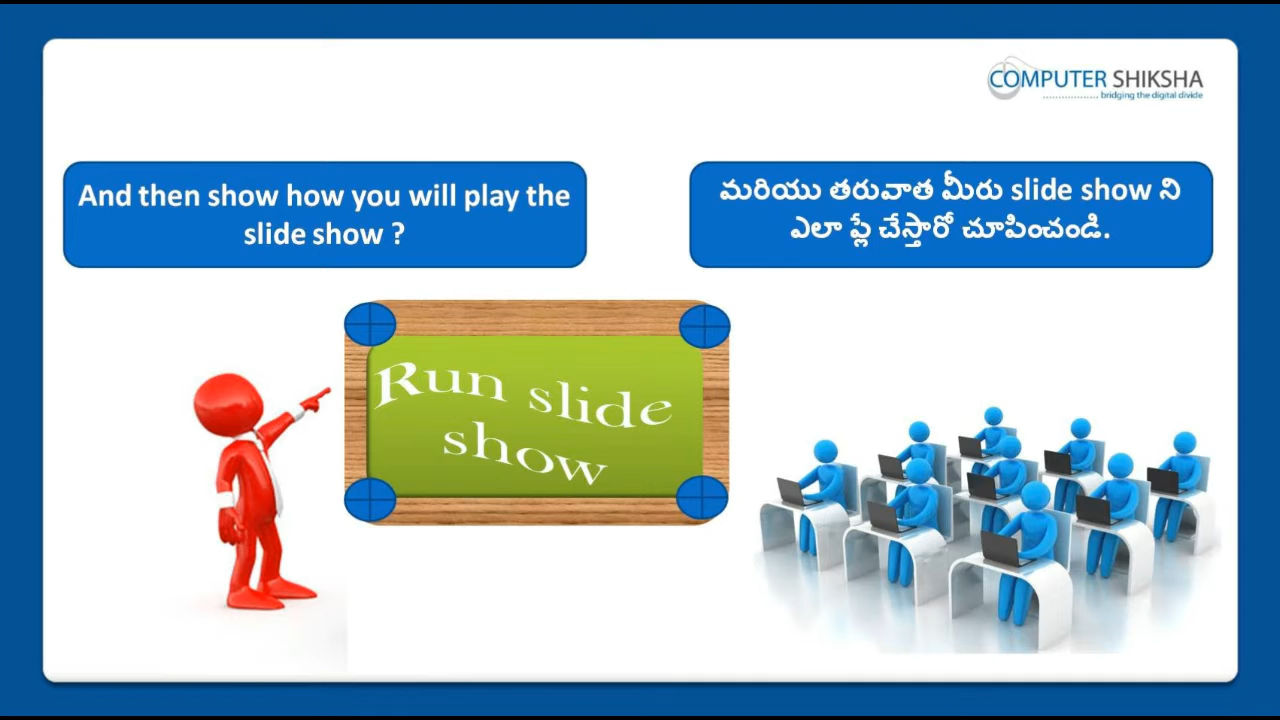 COMPUTER SHIKSHA
bridging the digital divide
And then show how you will play the
slide show ?
మరియు తరువాత మీరు slide show ని
ఎలా ప్లే చేస్తారో చూపించండి.
Run slide
show